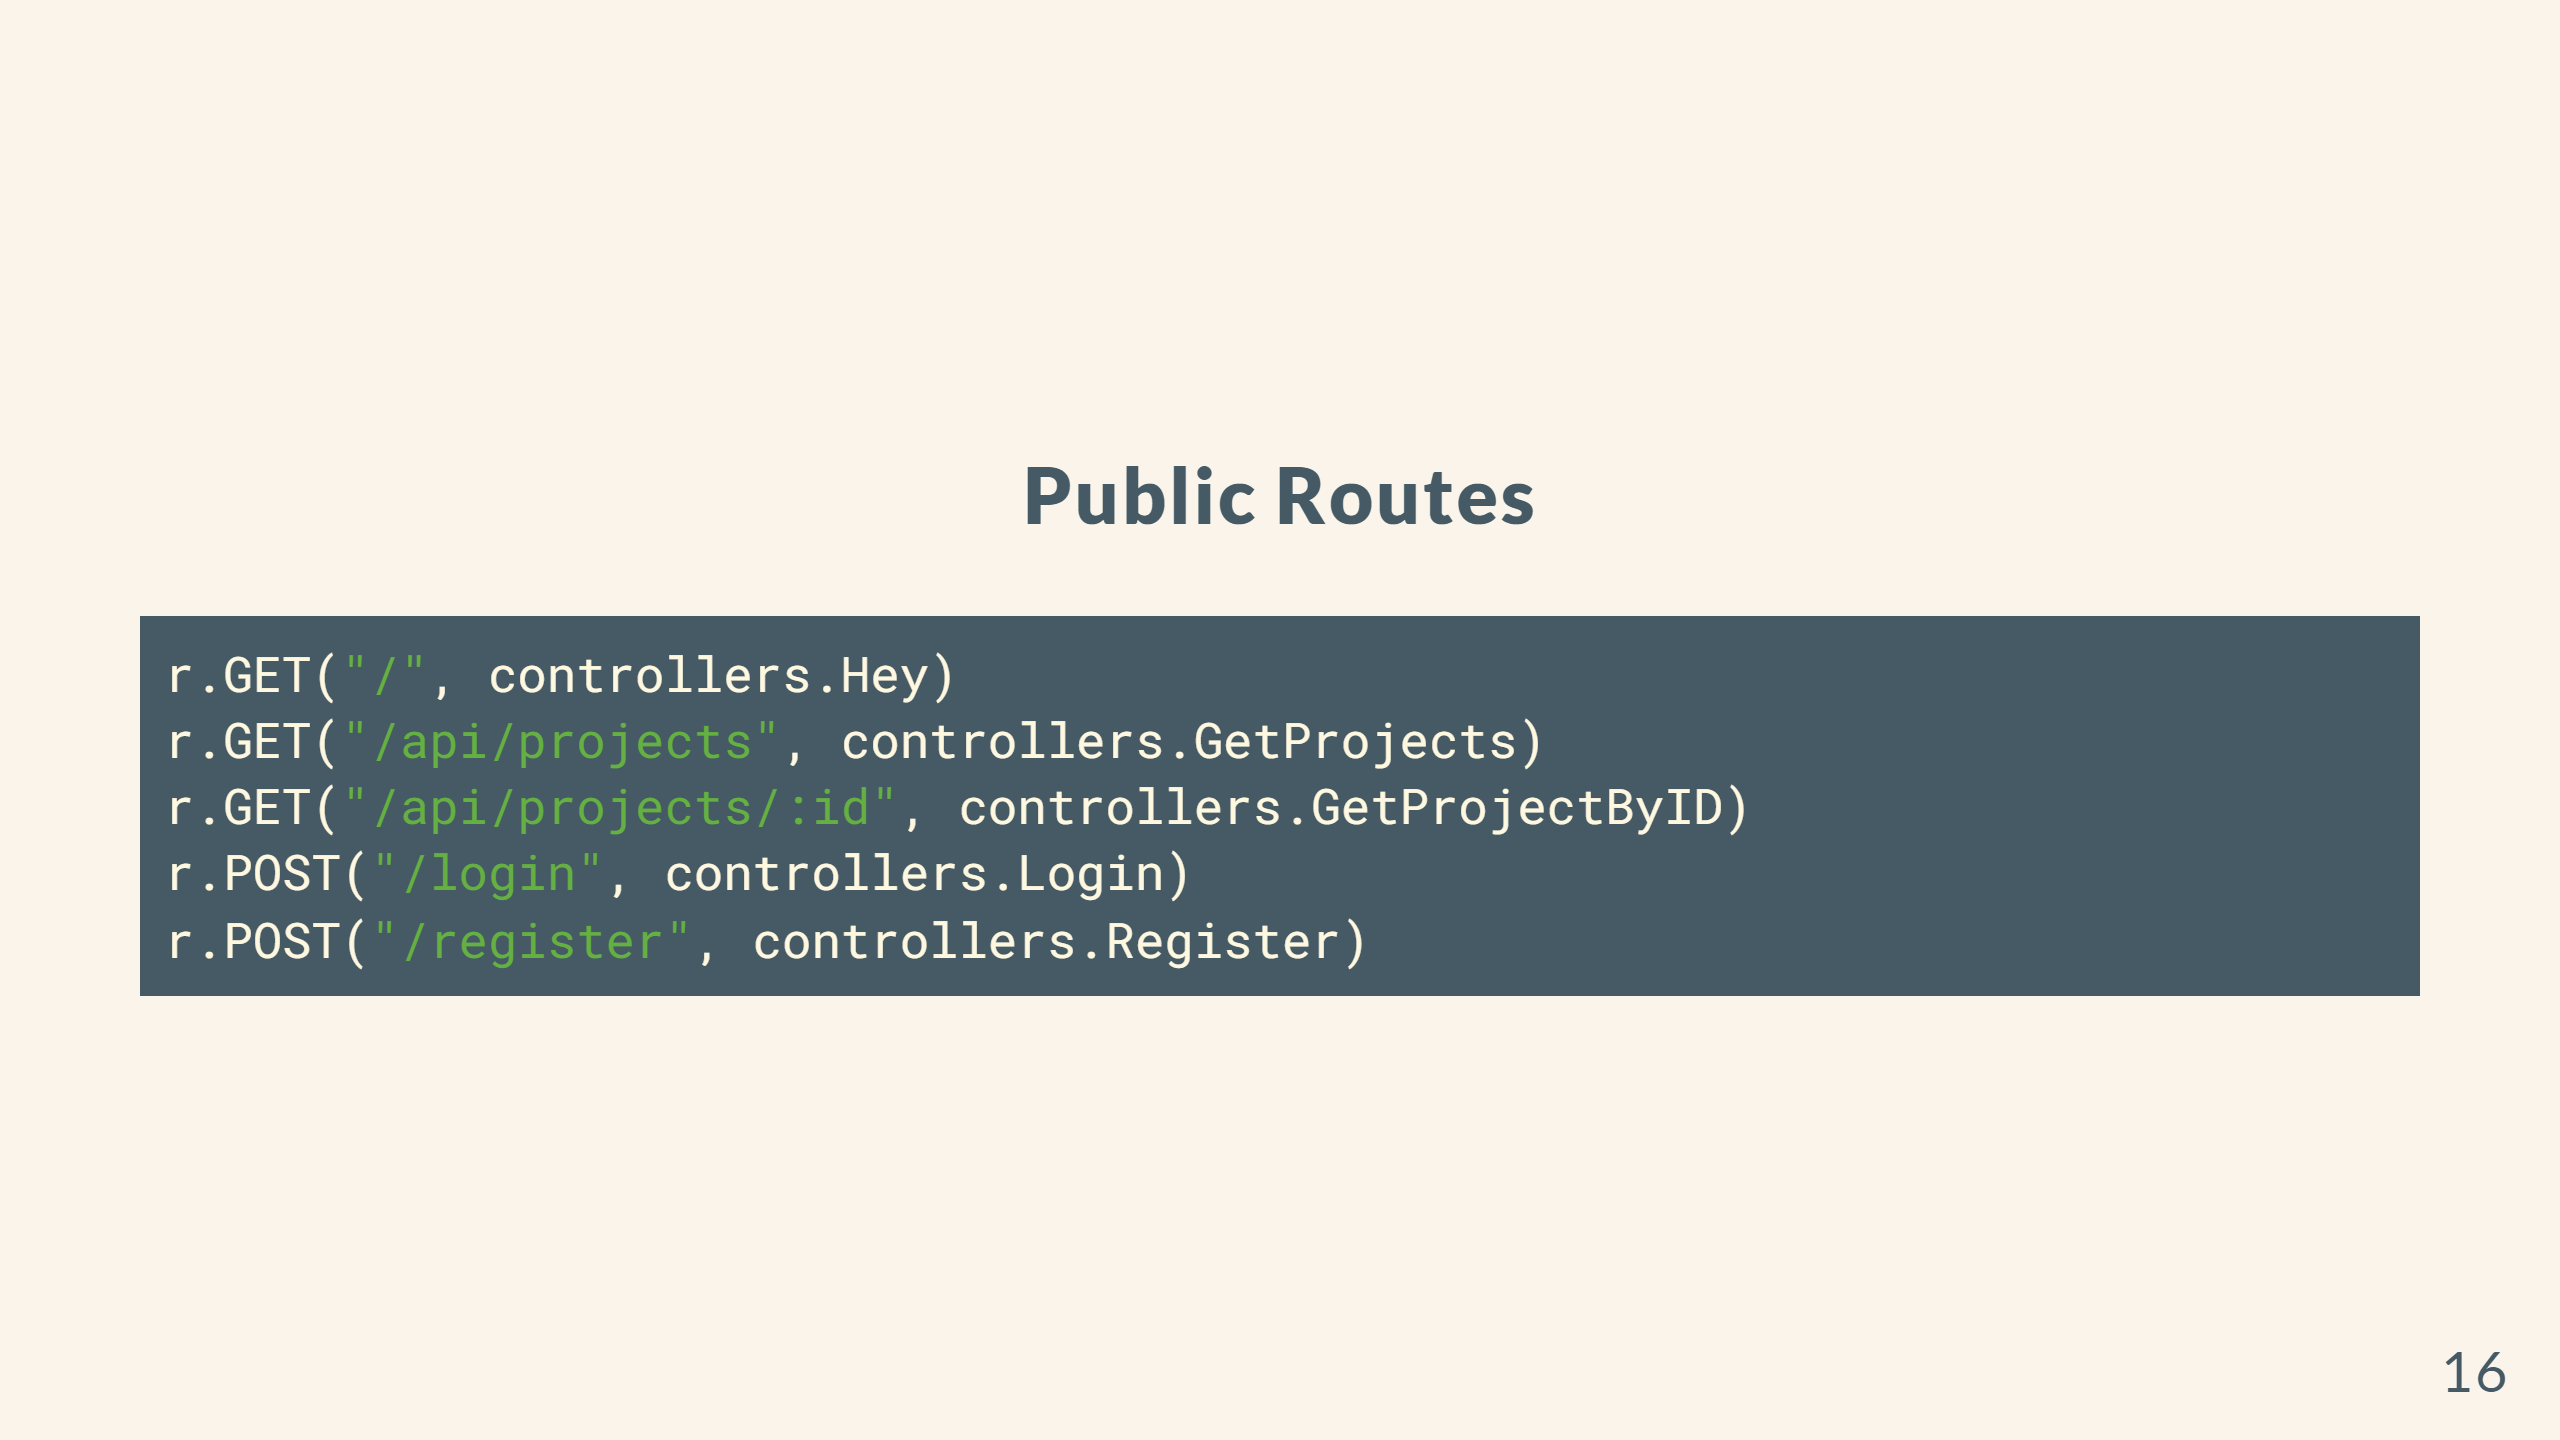 Public Routes
r.GET("/", controllers.Hey)
r.GET("/api/projects", controllers.GetProjects)
r.GET("/api/projects/:id", controllers.GetProjectByID)
r.POST("/login", controllers.Login)
r.POST("/register", controllers.Register)
16